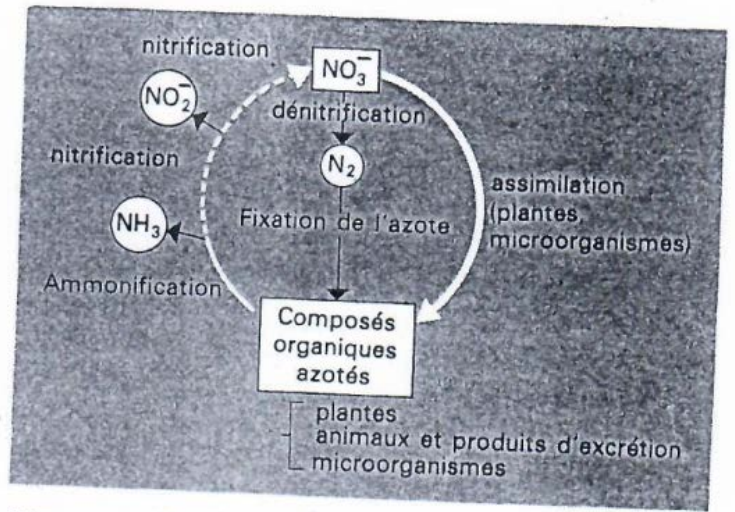 nitrification
NO₃⁻
NO₂⁻
dénitrification
nitrification
N₂
assimilation
(plantes,
microorganismes)
NH₃
Fixation de l'azote
Ammonification
Composés
organiques
azotés
plantes
animaux et produits d'excrétion
microorganismes